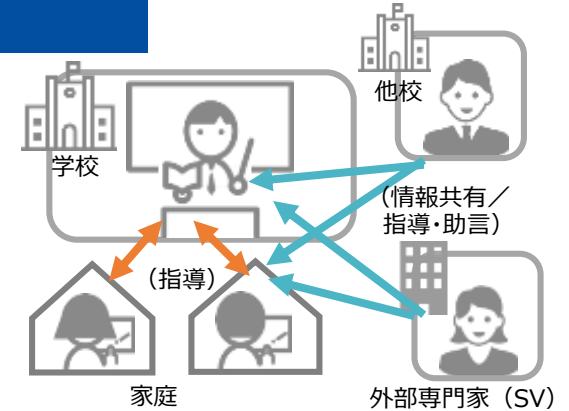 他校
学校
（情報共有／
指導・助言）
（指導）
家庭
外部専門家（SV）